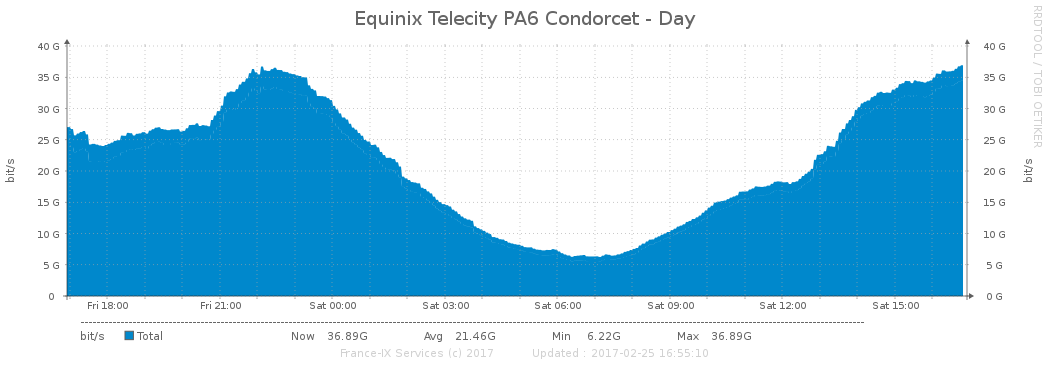 Equinix Telecity PA6 Condorcet - Day
RRDTOOL / TOBI OETIKER
bit/s
40 G
35 G
30 G
25 G
20 G
15 G
10 G
5 G
0
40 G
35 G
30 G
25 G
20 G
15 G
10 G
5 G
0 G
bit/s
Fri 18:00 Fri 21:00 Sat 00:00 Sat 03:00 Sat 06:00 Sat 09:00 Sat 12:00 Sat 15:00
bit/s Total Now 36.89G Avg 21.46G Min 6.22G Max 36.89G
France-IX Services (c) 2017 Updated : 2017-02-25 16:55:10